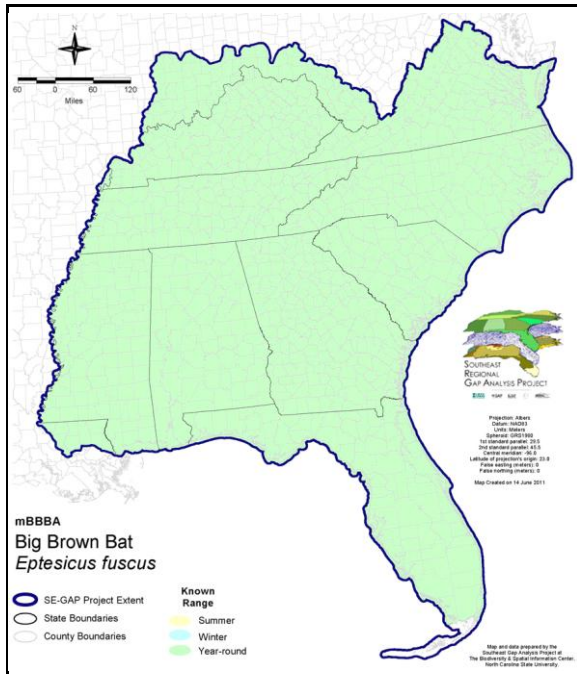 N
60 0 60 120
Miles
SOUTHEAST
REGIONAL
GAP ANALYSIS PROJECT
Projection: Albers
Datum: NAD83
Units: Meters
Spheroid: GRS1980
1st standard parallel: 29.5
2nd standard parallel: 45.5
Central meridian: -96.0
Latitude of projection's origin: 23.0
False easting (meters): 0
False northing (meters): 0
Map Created on 14 June 2011
mBBBA
Big Brown Bat
Eptesicus fuscus
SE-GAP Project Extent
State Boundaries
County Boundaries
Known
Range
Summer
Winter
Year-round
Map and data prepared by the
Southeast Gap Analysis Project at
The Biodiversity & Spatial Information Center,
North Carolina State University.